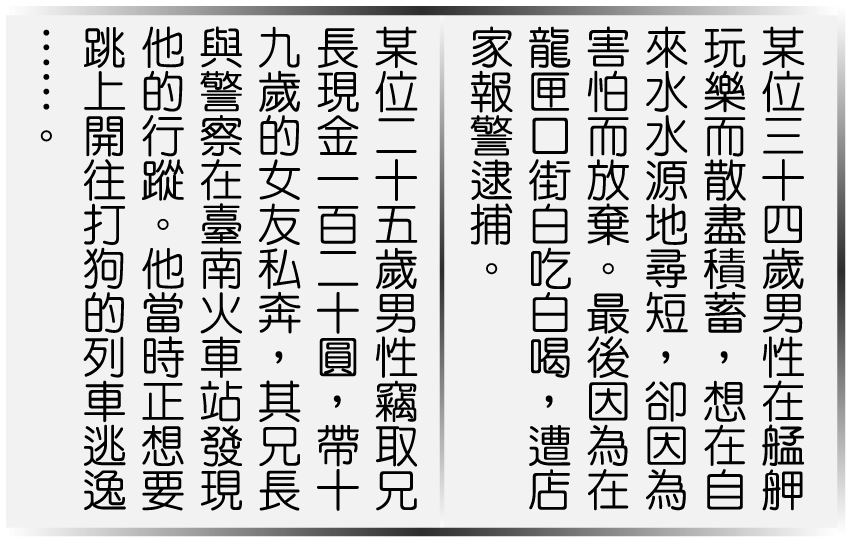 某位三十四歲男性在艋舺
玩樂而散盡積蓄，想在自
來水水源地尋短，卻因為
害怕而放棄。最後因為在
龍匣口街白吃白喝，遭店
家報警逮捕。
某位二十五歲男性竊取兄
長現金一百二十圓，帶十
九歲的女友私奔，其兄長
與警察在臺南火車站發現
他的行蹤。他當時正想要
跳上開往打狗的列車逃逸
……。